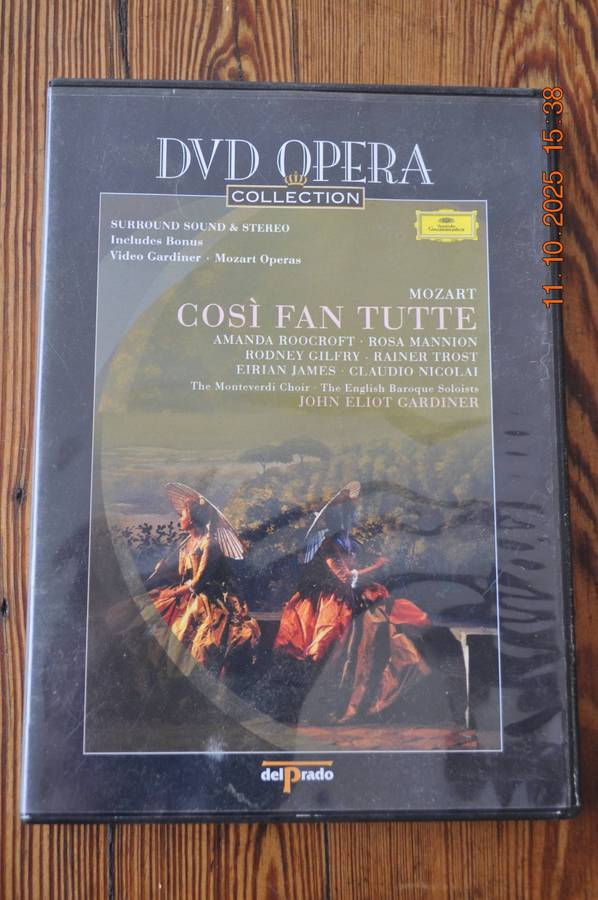 DVD OPERA
COLLECTION
SURROUND SOUND & STEREO
Includes Bonus
Video Gardiner · Mozart Operas
Deutsche
Grammophon
MOZART
COSÌ FAN TUTTE
AMANDA ROOCROFT · ROSA MANNION
RODNEY GILFRY · RAINER TROST
EIRIAN JAMES · CLAUDIO NICOLAI
The Monteverdi Choir · The English Baroque Soloists
JOHN ELIOT GARDINER
delPrado
11.10.2025 15:38